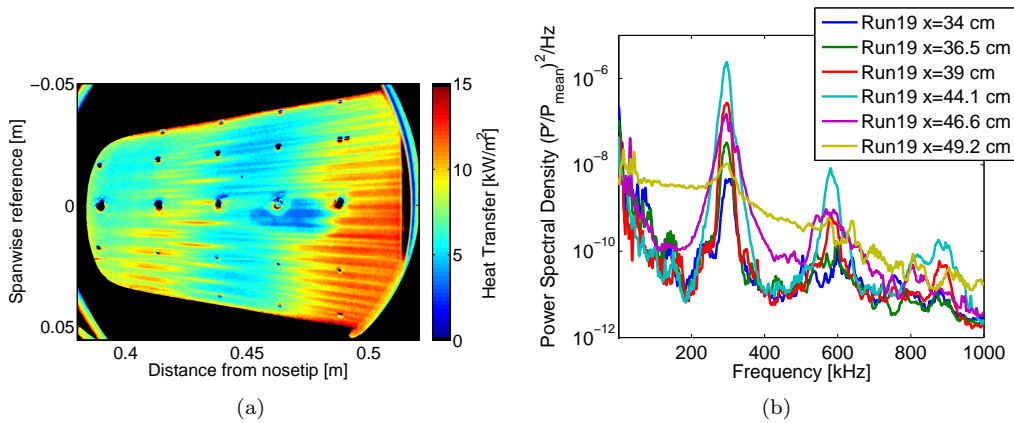 -0.05
0
0.05
Spanwise reference [m]
0.4
0.45
0.5
Distance from nosetip [m]
15
10
5
0
Heat Transfer [kW/m²]
(a)
Run19 x=34 cm
Run19 x=36.5 cm
Run19 x=39 cm
Run19 x=44.1 cm
Run19 x=46.6 cm
Run19 x=49.2 cm
10⁻⁶
10⁻⁸
10⁻¹⁰
10⁻¹²
Power Spectral Density (P'/P_mean)²/Hz
200
400
600
800
1000
Frequency [kHz]
(b)